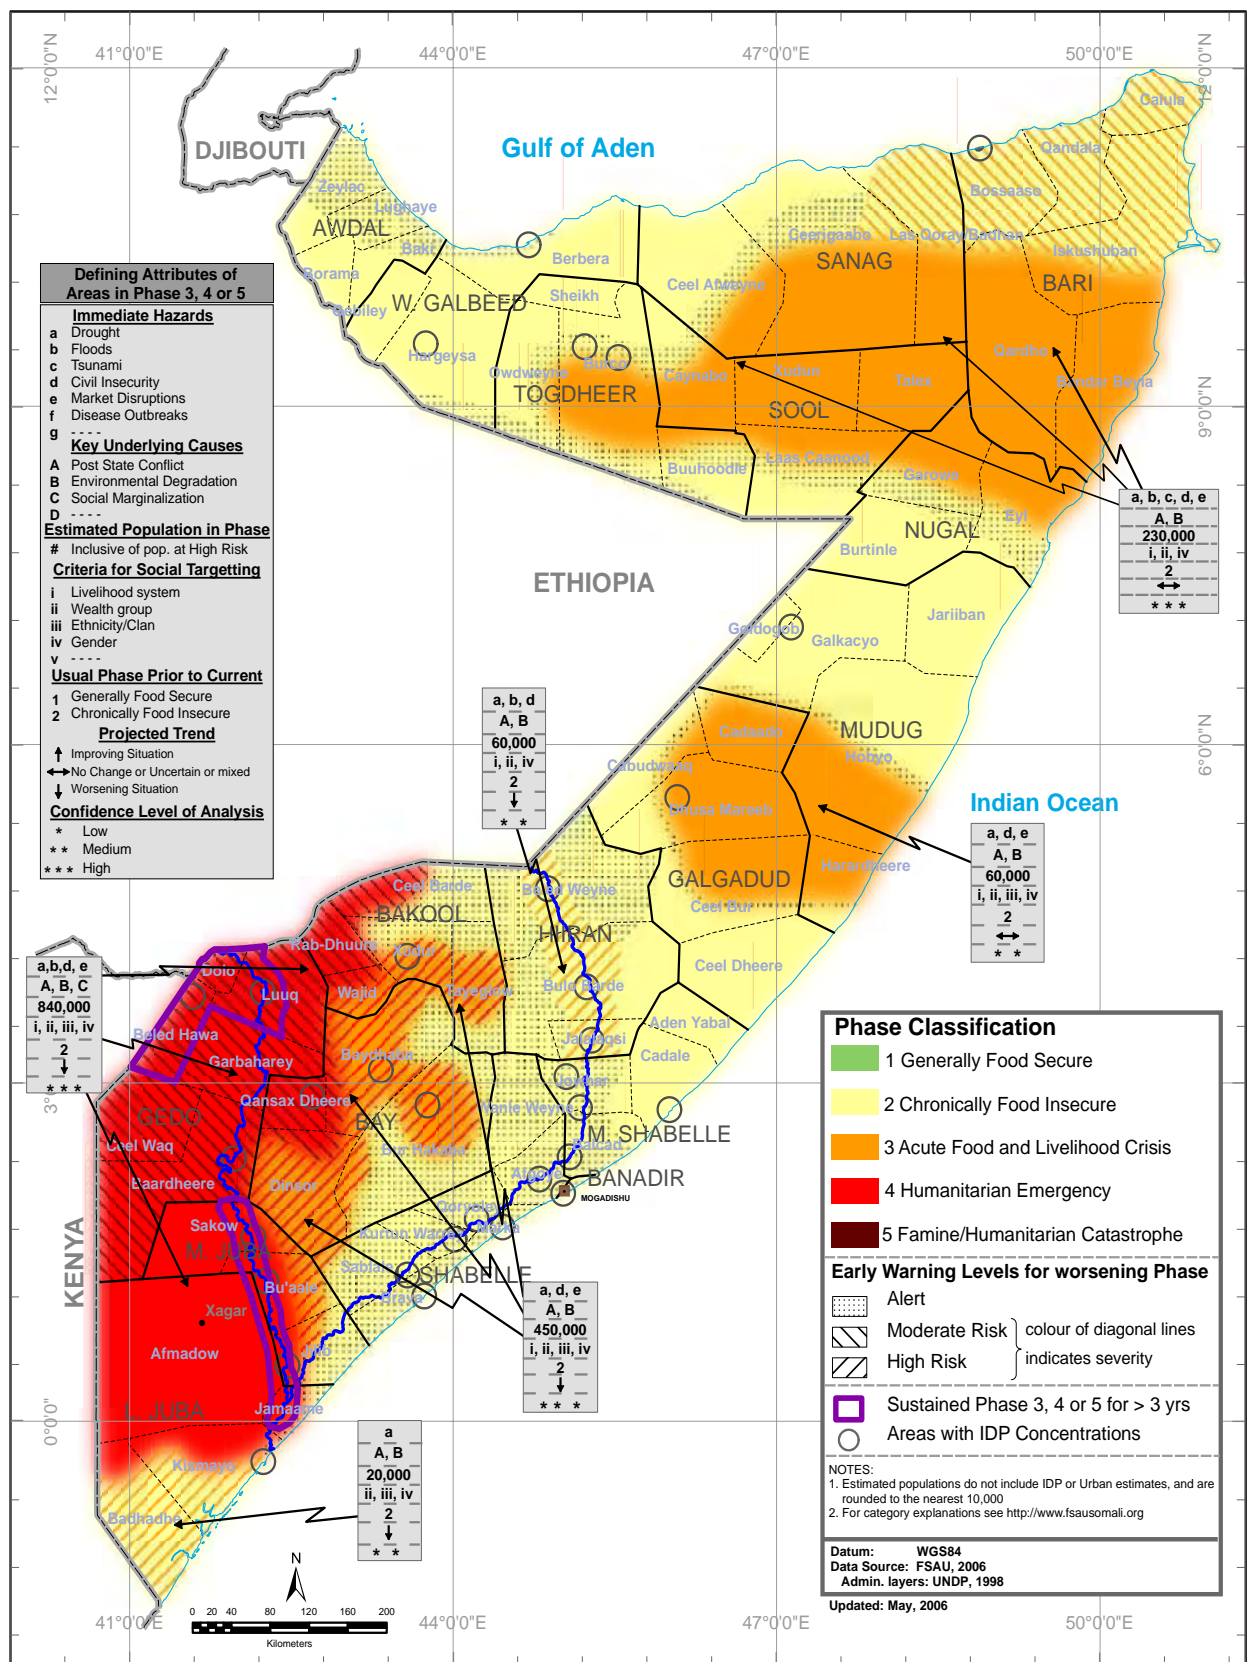 41°0'0"E
44°0'0"E
47°0'0"E
50°0'0"E
12°0'0"N
12°0'0"N
DJIBOUTI
Gulf of Aden
Calula
Qandala
Bossaaso
Zeylac
Lughaye
AWDAL
Baki
Ceerigaabo
Las Qoray/Badhan
Iskushuban
SANAG
BARI
Borama
Berbera
Sheikh
Ceel Afweyne
Gebiley
W. GALBEED
Hargeysa
Owdweyne
Burco
TOGDHEER
Caynabo
Xudun
Talex
SOOL
Qardho
Bandar Beyla
9°0'0"N
Buuhoodle
Laas Caanood
Garowe
Eyl
NUGAL
Burtinle
ETHIOPIA
Jariiban
Goldogob
Galkacyo
MUDUG
Cadaado
Hobyo
Cabudwaaq
Dhusa Mareeb
6°0'0"N
Indian Ocean
Harardheere
GALGADUD
Ceel Bur
Ceel Dheere
Defining Attributes of
Areas in Phase 3, 4 or 5
Immediate Hazards
a Drought
b Floods
c Tsunami
d Civil Insecurity
e Market Disruptions
f Disease Outbreaks
g - - - -
Key Underlying Causes
A Post State Conflict
B Environmental Degradation
C Social Marginalization
D - - - -
Estimated Population in Phase
# Inclusive of pop. at High Risk
Criteria for Social Targetting
i Livelihood system
ii Wealth group
iii Ethnicity/Clan
iv Gender
v - - - -
Usual Phase Prior to Current
1 Generally Food Secure
2 Chronically Food Insecure
Projected Trend
Improving Situation
No Change or Uncertain or mixed
Worsening Situation
Confidence Level of Analysis
* Low
* * Medium
* * * High
a, b, c, d, e
A, B
230,000
i, ii, iv
2
* * *
a, b, d
A, B
60,000
i, ii, iv
2
* *
a, d, e
A, B
60,000
i, ii, iii, iv
2
* *
a,b,d, e
A, B, C
840,000
i, ii, iii, iv
2
* * *
a, d, e
A, B
450,000
i, ii, iii, iv
2
* * *
a
A, B
20,000
ii, iii, iv
2
* *
Ceel Barde
BAKOOL
Rab-Dhuure
Xudur
Wajid
Tayeglow
Beled Weyne
HIIRAN
Bulo Barde
Jalalaqsi
Aden Yabal
Cadale
Dolo
Luuq
Beled Hawa
Garbaharey
GEDO
Ceel Waq
Baardheere
Baydhaba
Qansax Dheere
BAY
Bur Hakaba
Dinsor
Jowhar
Wanle Weyne
M. SHABELLE
Balcad
Afgoye
BANADIR
MOGADISHU
Qoryoley
Marka
Kurtun Warrey
Sablale
L. SHABELLE
Brava
Sakow
M. JUBA
Bu'aale
Xagar
Afmadow
Jilib
Jamaame
L. JUBA
Kismayo
Badhadhe
KENYA
3°0'0"N
0°0'0"
N
0 20 40 80 120 160 200
Kilometers
41°0'0"E
44°0'0"E
47°0'0"E
50°0'0"E
Phase Classification
1 Generally Food Secure
2 Chronically Food Insecure
3 Acute Food and Livelihood Crisis
4 Humanitarian Emergency
5 Famine/Humanitarian Catastrophe
Early Warning Levels for worsening Phase
Alert
Moderate Risk
High Risk
colour of diagonal lines
indicates severity
Sustained Phase 3, 4 or 5 for > 3 yrs
Areas with IDP Concentrations
NOTES:
1. Estimated populations do not include IDP or Urban estimates, and are
rounded to the nearest 10,000
2. For category explanations see http://www.fsausomali.org
Datum: WGS84
Data Source: FSAU, 2006
Admin. layers: UNDP, 1998
Updated: May, 2006